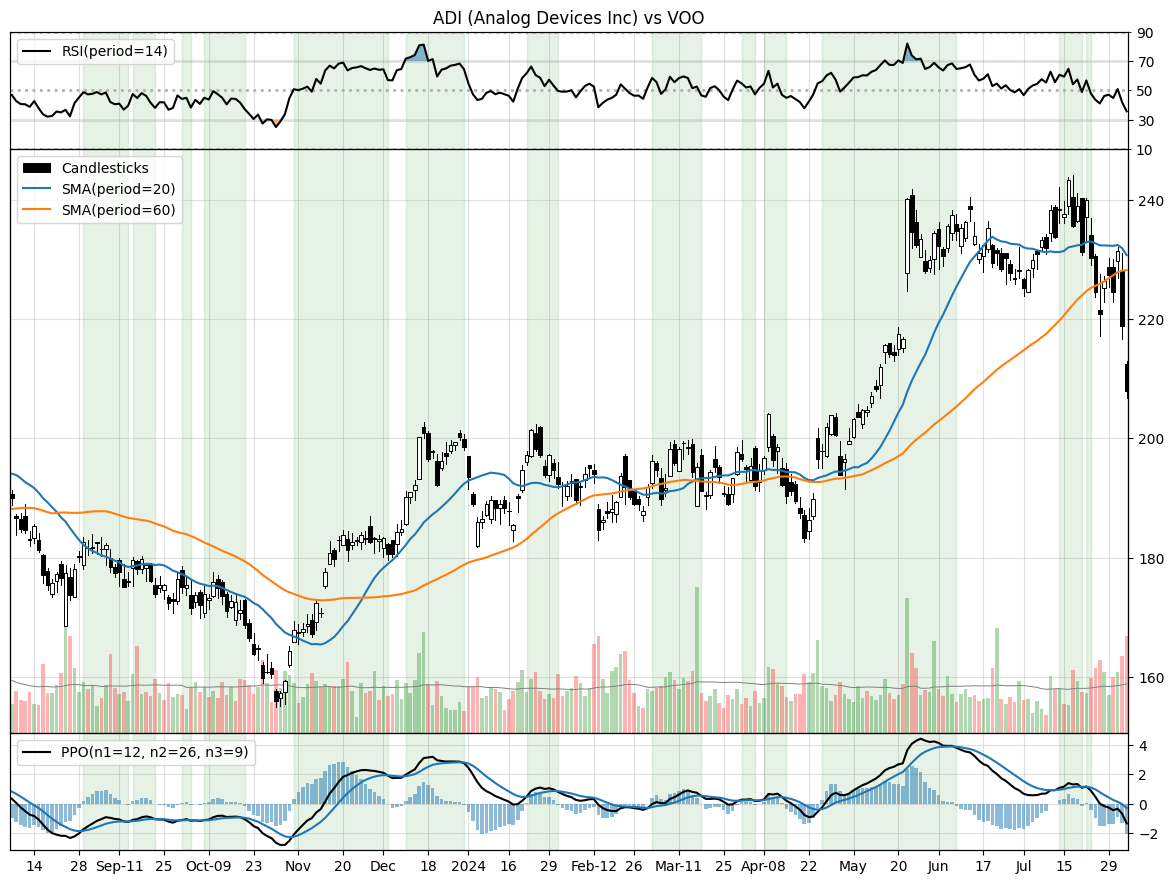 ADI (Analog Devices Inc) vs VOO
RSI(period=14)
90
70
50
30
10
Candlesticks
SMA(period=20)
SMA(period=60)
240
220
200
180
160
PPO(n1=12, n2=26, n3=9)
4
2
0
−2
14 28 Sep-11 25 Oct-09 23 Nov 20 Dec 18 2024 16 29 Feb-12 26 Mar-11 25 Apr-08 22 May 20 Jun 17 Jul 15 29